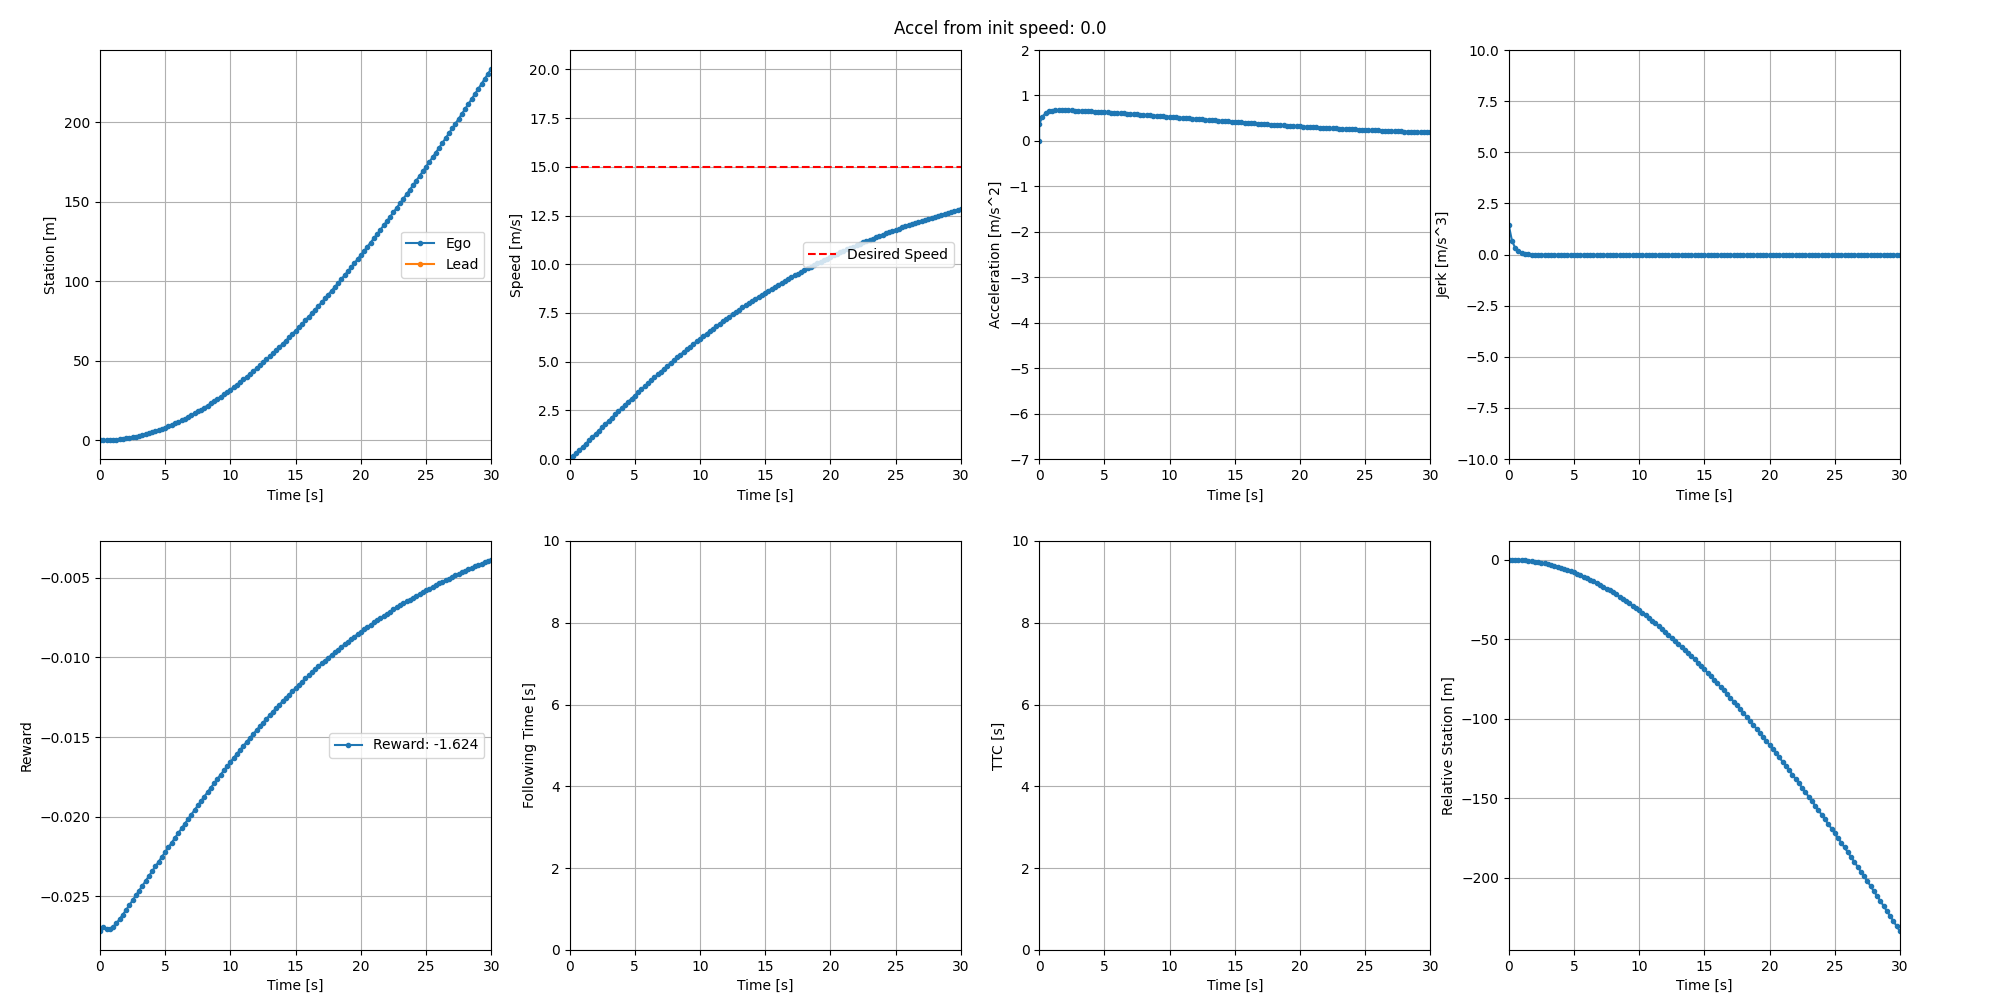 Accel from init speed: 0.0
Station [m]
200
150
100
50
0
0 5 10 15 20 25 30
Time [s]
Ego
Lead
Speed [m/s]
20.0
17.5
15.0
12.5
10.0
7.5
5.0
2.5
0.0
0 5 10 15 20 25 30
Time [s]
Desired Speed
Acceleration [m/s^2]
2
1
0
−1
−2
−3
−4
−5
−6
−7
0 5 10 15 20 25 30
Time [s]
Jerk [m/s^3]
10.0
7.5
5.0
2.5
0.0
−2.5
−5.0
−7.5
−10.0
0 5 10 15 20 25 30
Time [s]
Reward
−0.005
−0.010
−0.015
−0.020
−0.025
0 5 10 15 20 25 30
Time [s]
Reward: -1.624
Following Time [s]
10
8
6
4
2
0
0 5 10 15 20 25 30
Time [s]
TTC [s]
10
8
6
4
2
0
0 5 10 15 20 25 30
Time [s]
Relative Station [m]
0
−50
−100
−150
−200
0 5 10 15 20 25 30
Time [s]